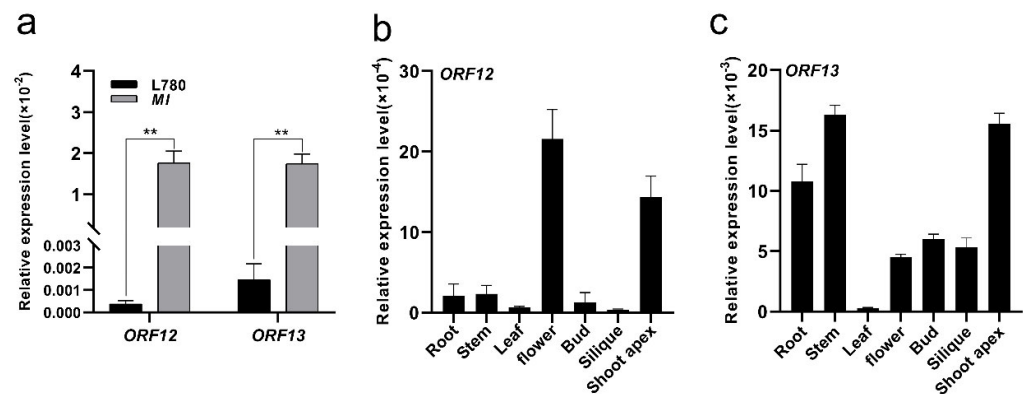 a
Relative expression level(×10-2)
4
3
2
1
0.003
0.002
0.001
0.000
L780
MI
**
**
ORF12
ORF13
b
Relative expression level(×10-4)
30
20
10
0
ORF12
Root
Stem
Leaf
flower
Bud
Silique
Shoot apex
c
Relative expression level(×10-3)
20
15
10
5
0
ORF13
Root
Stem
Leaf
flower
Bud
Silique
Shoot apex